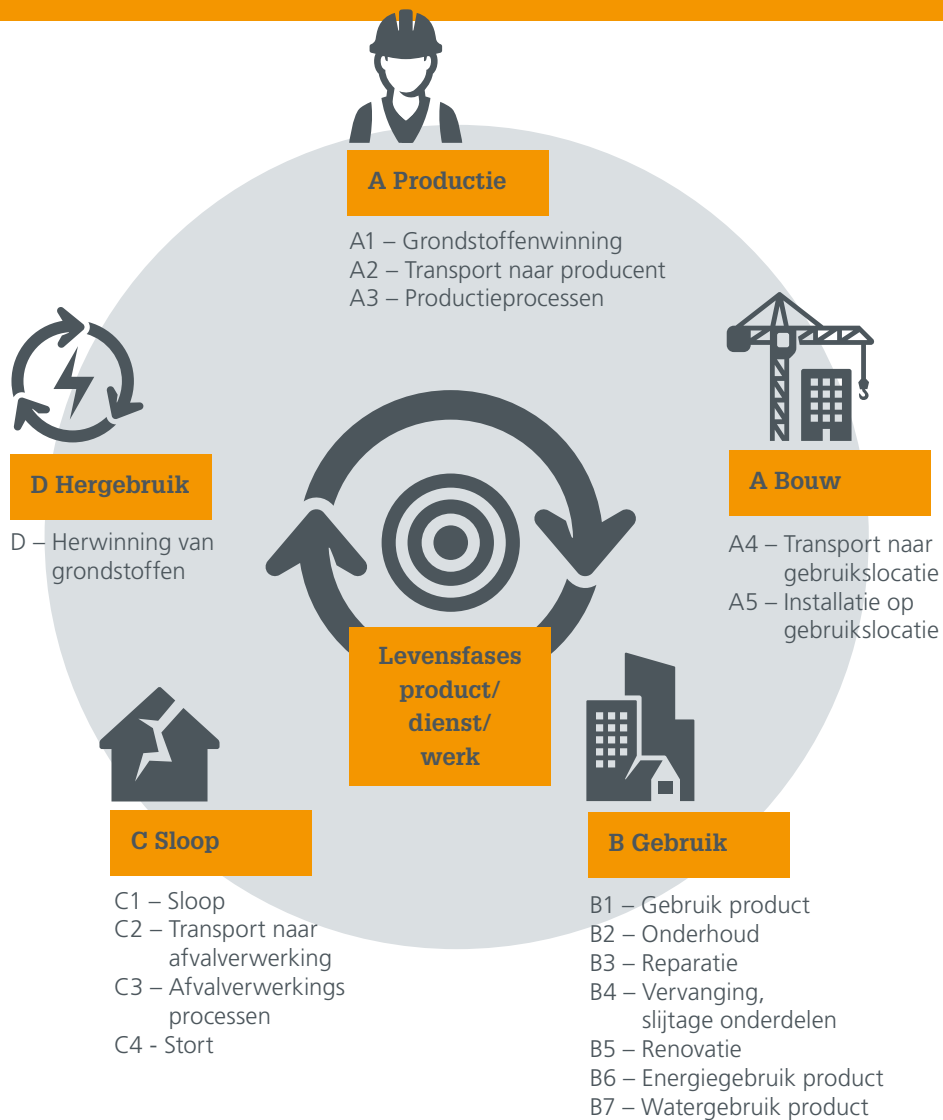 A Productie
A1 – Grondstoffenwinning
A2 – Transport naar producent
A3 – Productieprocessen
A Bouw
A4 – Transport naar
gebruikslocatie
A5 – Installatie op
gebruikslocatie
B Gebruik
B1 – Gebruik product
B2 – Onderhoud
B3 – Reparatie
B4 – Vervanging,
slijtage onderdelen
B5 – Renovatie
B6 – Energiegebruik product
B7 – Watergebruik product
C Sloop
C1 – Sloop
C2 – Transport naar
afvalverwerking
C3 – Afvalverwerkings
processen
C4 - Stort
D Hergebruik
D – Herwinning van
grondstoffen
Levensfases
product/
dienst/
werk